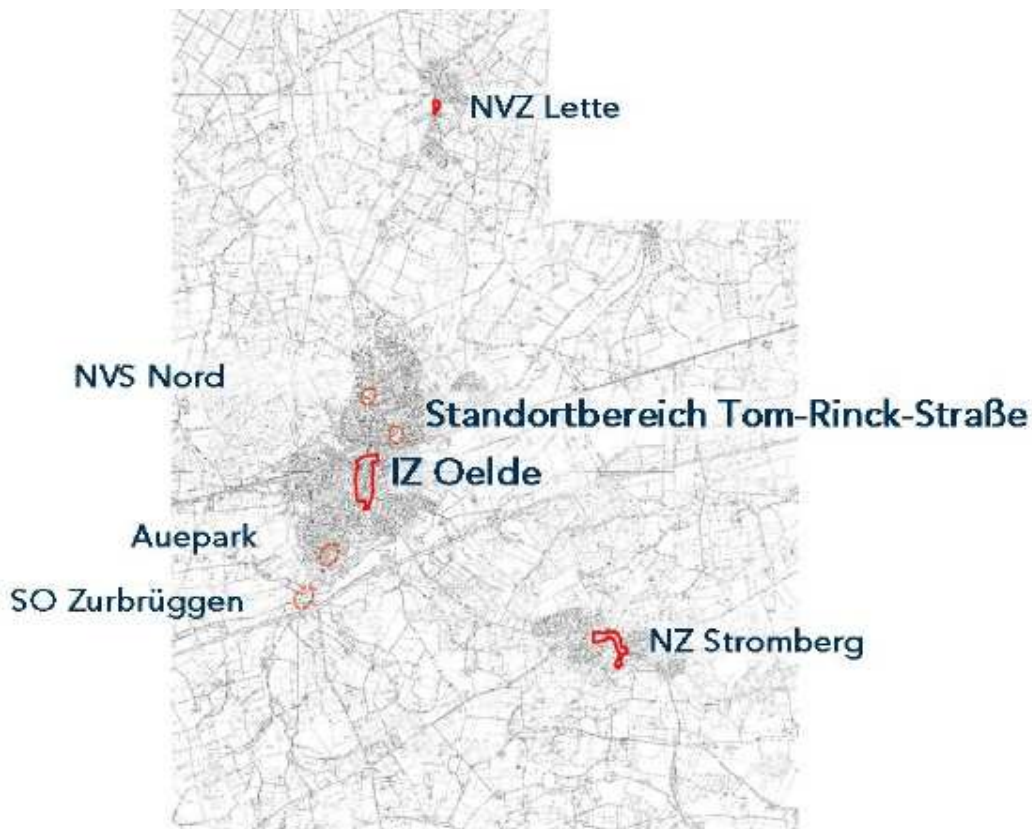 NVZ Lette
NVS Nord
Standortbereich Tom-Rinck-Straße
IZ Oelde
Auepark
SO Zurbrüggen
NZ Stromberg